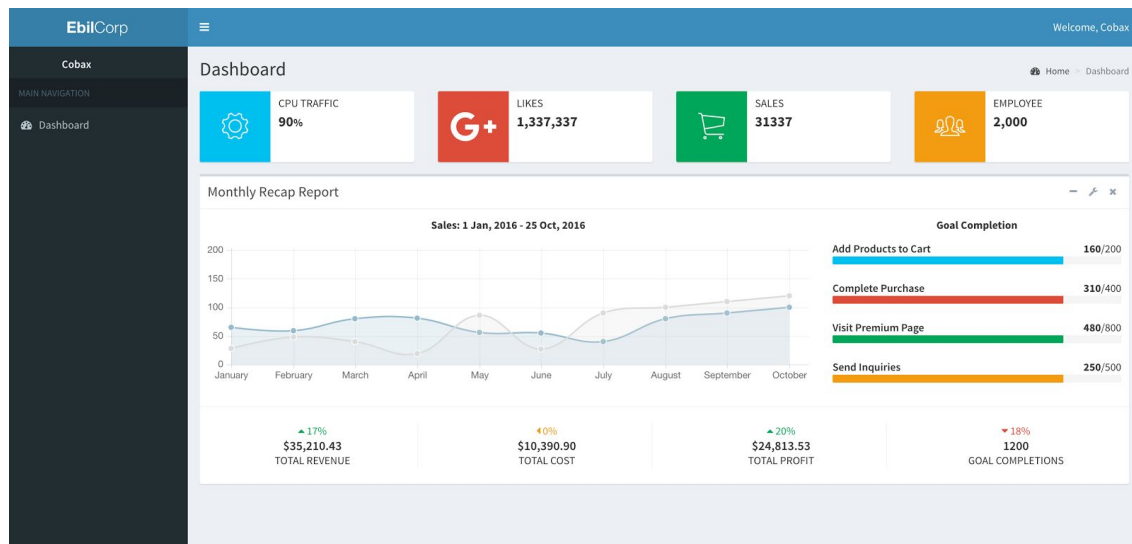 EbilCorp
Welcome, Cobax
Cobax
MAIN NAVIGATION
Dashboard
Dashboard
Home > Dashboard
CPU TRAFFIC
90%
G+
LIKES
1,337,337
SALES
31337
EMPLOYEE
2,000
Monthly Recap Report
Sales: 1 Jan, 2016 - 25 Oct, 2016
200
150
100
50
0
January February March April May June July August September October
Goal Completion
Add Products to Cart 160/200
Complete Purchase 310/400
Visit Premium Page 480/800
Send Inquiries 250/500
17%
$35,210.43
TOTAL REVENUE
0%
$10,390.90
TOTAL COST
20%
$24,813.53
TOTAL PROFIT
18%
1200
GOAL COMPLETIONS